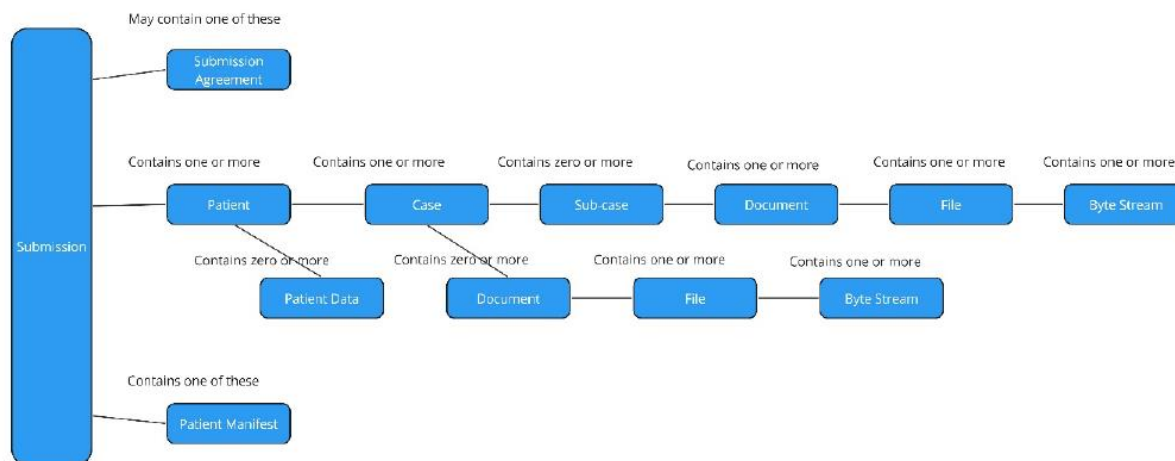 May contain one of these
Submission
Agreement
Contains one or more
Contains one or more
Contains zero or more
Contains one or more
Contains one or more
Contains one or more
Patient
Case
Sub-case
Document
File
Byte Stream
Submission
Contains zero or more
Contains zero or more
Contains one or more
Contains one or more
Patient Data
Document
File
Byte Stream
Contains one of these
Patient Manifest